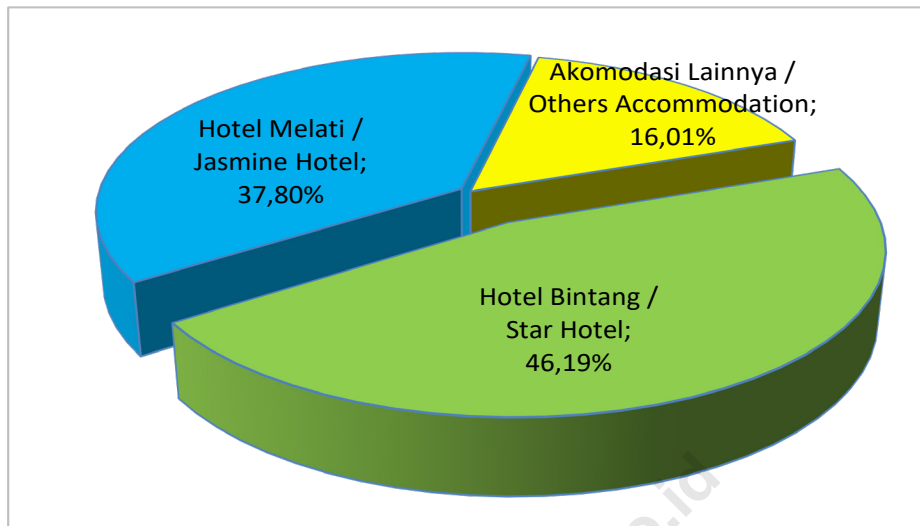 Akomodasi Lainnya /
Others Accommodation;
16,01%
Hotel Melati /
Jasmine Hotel;
37,80%
Hotel Bintang /
Star Hotel;
46,19%